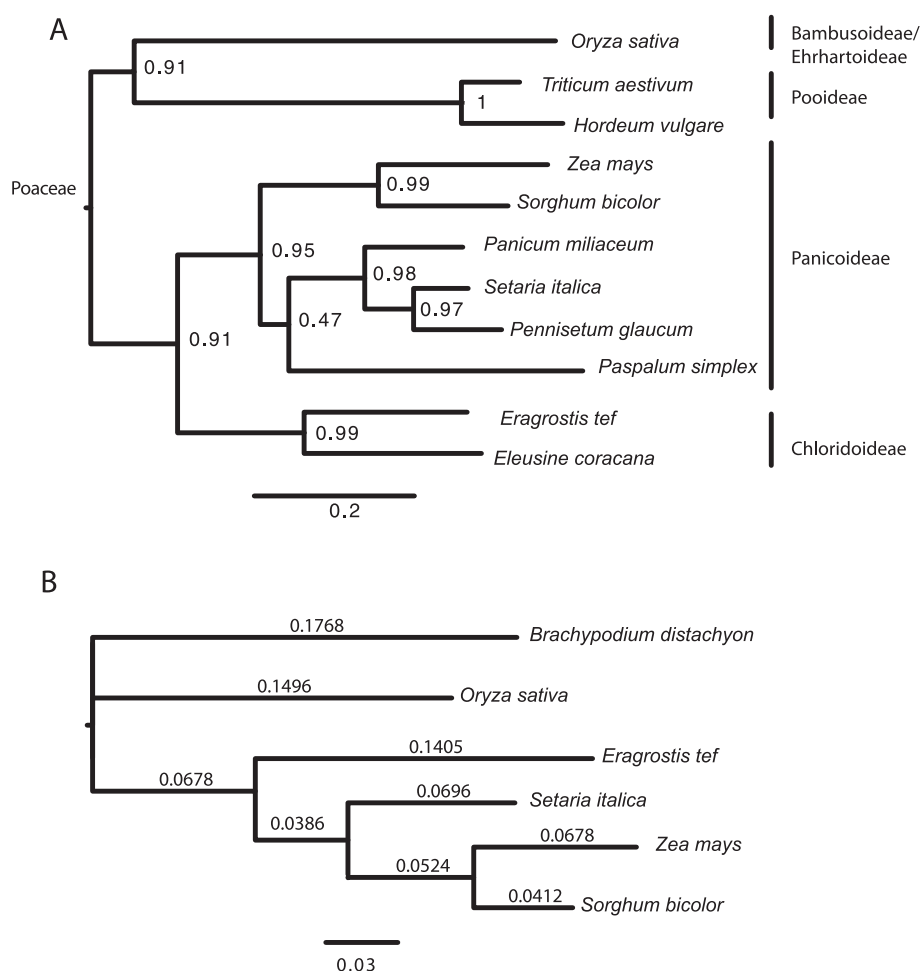 A
Oryza sativa
Bambusoideae/
Ehrhartoideae
0.91
Triticum aestivum
1
Pooideae
Hordeum vulgare
Zea mays
0.99
Sorghum bicolor
Poaceae
0.95
Panicum miliaceum
0.98
Panicoideae
Setaria italica
0.97
0.47
Pennisetum glaucum
0.91
Paspalum simplex
Eragrostis tef
0.99
Chloridoideae
Eleusine coracana
0.2
B
0.1768
Brachypodium distachyon
0.1496
Oryza sativa
0.1405
Eragrostis tef
0.0678
0.0696
Setaria italica
0.0386
0.0678
Zea mays
0.0524
0.0412
Sorghum bicolor
0.03